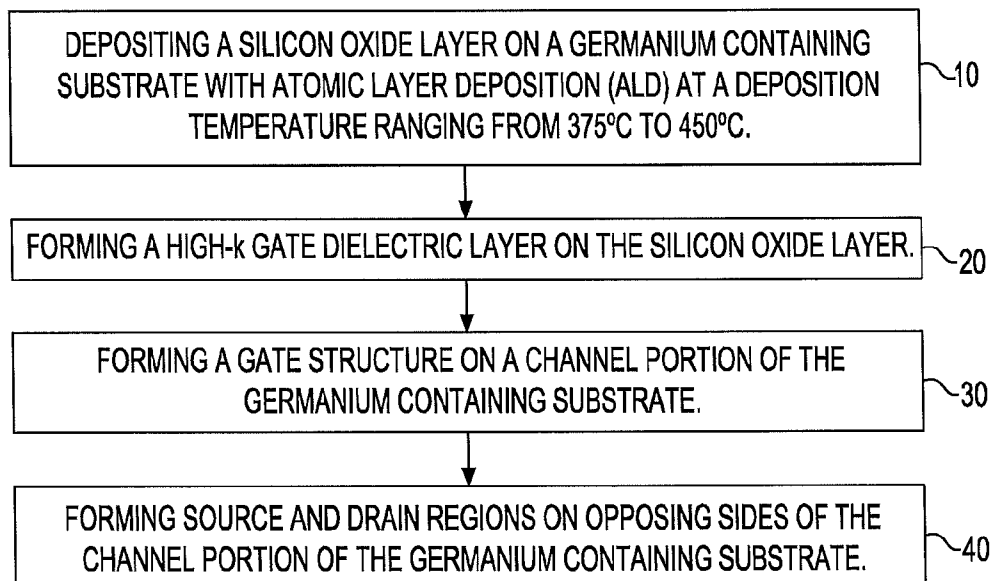 DEPOSITING A SILICON OXIDE LAYER ON A GERMANIUM CONTAINING
SUBSTRATE WITH ATOMIC LAYER DEPOSITION (ALD) AT A DEPOSITION
TEMPERATURE RANGING FROM 375ºC TO 450ºC.
10
FORMING A HIGH-k GATE DIELECTRIC LAYER ON THE SILICON OXIDE LAYER.
20
FORMING A GATE STRUCTURE ON A CHANNEL PORTION OF THE
GERMANIUM CONTAINING SUBSTRATE.
30
FORMING SOURCE AND DRAIN REGIONS ON OPPOSING SIDES OF THE
CHANNEL PORTION OF THE GERMANIUM CONTAINING SUBSTRATE.
40